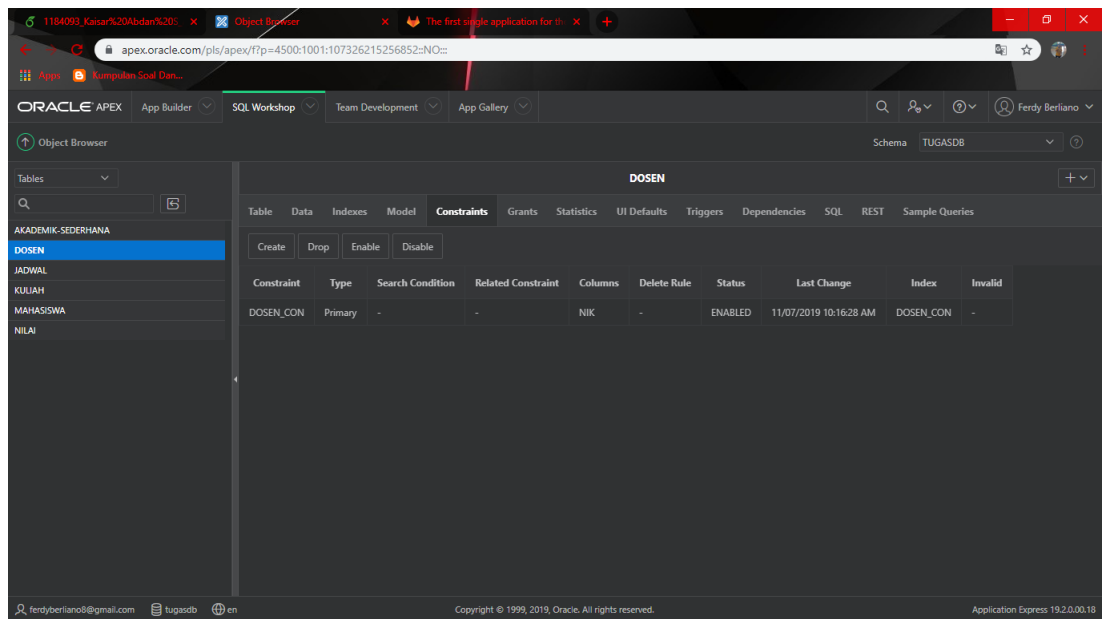 1184093_Kaisar%20Abdan%20S
Object Browser
The first single application for the
apex.oracle.com/pls/apex/f?p=4500:1001:107326215256852::NO:::
Apps
Kumpulan Soal Dan...
ORACLE APEX App Builder SQL Workshop Team Development App Gallery Ferdy Berliano
Object Browser Schema TUGASDB
Tables
DOSEN
Table Data Indexes Model Constraints Grants Statistics UI Defaults Triggers Dependencies SQL REST Sample Queries
AKADEMIK-SEDERHANA
DOSEN
JADWAL
KULIAH
MAHASISWA
NILAI
Create Drop Enable Disable
Constraint Type Search Condition Related Constraint Columns Delete Rule Status Last Change Index Invalid
DOSEN_CON Primary - - NIK - ENABLED 11/07/2019 10:16:28 AM DOSEN_CON -
ferdyberliano8@gmail.com tugasdb en
Copyright © 1999, 2019, Oracle. All rights reserved.
Application Express 19.2.0.00.18